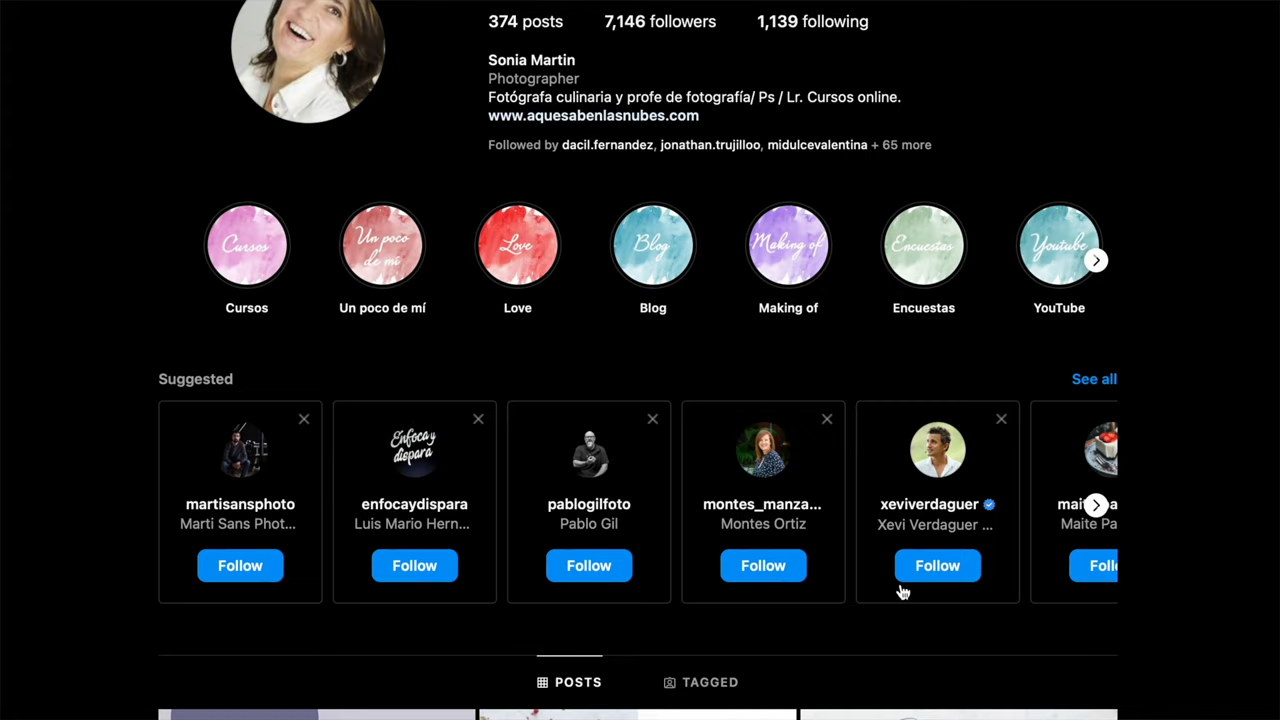 374 posts 7,146 followers 1,139 following
Sonia Martin
Photographer
Fotógrafa culinaria y profe de fotografía/ Ps / Lr. Cursos online.
www.aquesabenlasnubes.com
Followed by dacil.fernandez, jonathan.trujilloo, midulcevalentina + 65 more
Cursos Un poco de mí Love Blog Making of Encuestas Youtube
Cursos Un poco de mí Love Blog Making of Encuestas YouTube
Suggested See all
Enfoca y
dispara
martisansphoto enfocaydispara pablogilfoto montes_manza... xeviverdaguer
Marti Sans Phot... Luis Mario Hern... Pablo Gil Montes Ortiz Xevi Verdaguer ... Maite Pa
Follow Follow Follow Follow Follow Foll
POSTS TAGGED